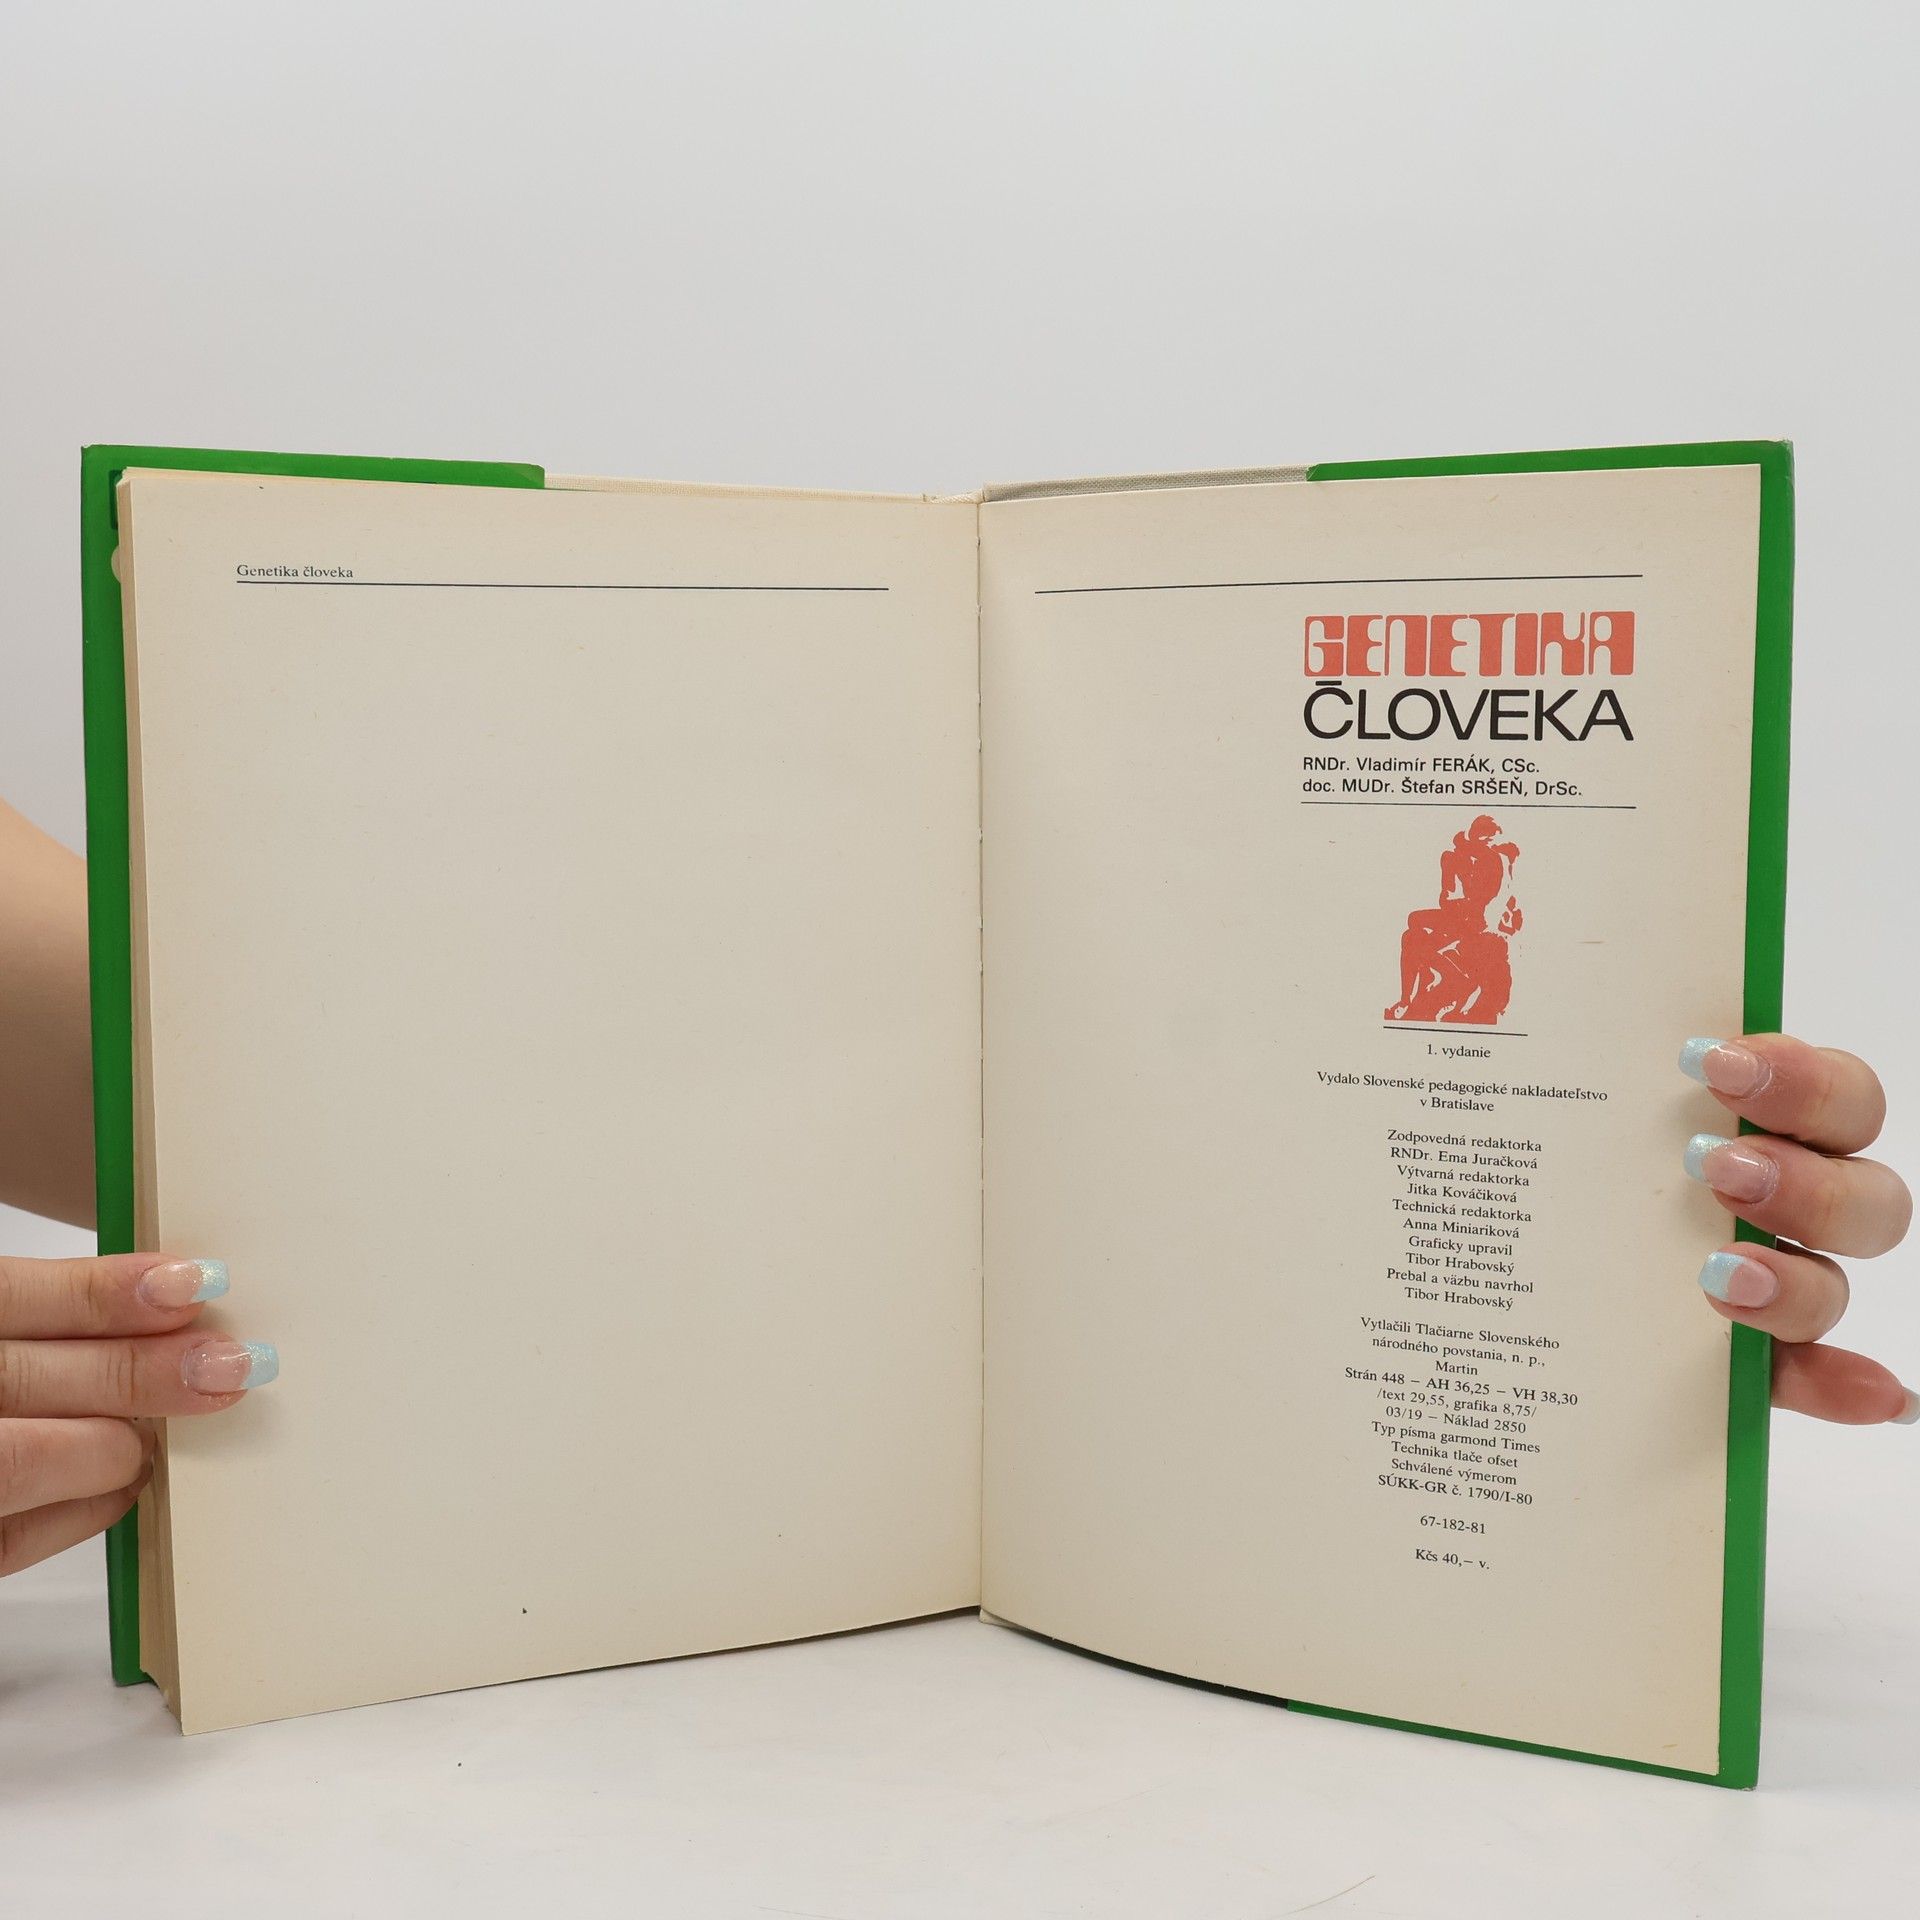 Genetika človeka
GENETIKA
ČLOVEKA
RNDr. Vladimír FERÁK, CSc.
doc. MUDr. Štefan SRŠEŇ, DrSc.
1. vydanie
Vydalo Slovenské pedagogické nakladateľstvo
v Bratislave
Zodpovedná redaktorka
RNDr. Ema Juračková
Výtvarná redaktorka
Jitka Kováčiková
Technická redaktorka
Anna Miniariková
Graficky upravil
Tibor Hrabovský
Prebal a väzbu navrhol
Tibor Hrabovský
Vytlačili Tlačiarne Slovenského
národného povstania, n. p.,
Martin
Strán 448 – AH 36,25 – VH 38,30
/text 29,55, grafika 8,75/
03/19 – Náklad 2850
Typ písma garmond Times
Technika tlače ofset
Schválené výmerom
SÚKK-GR č. 1790/I-80
67-182-81
Kčs 40,– v.